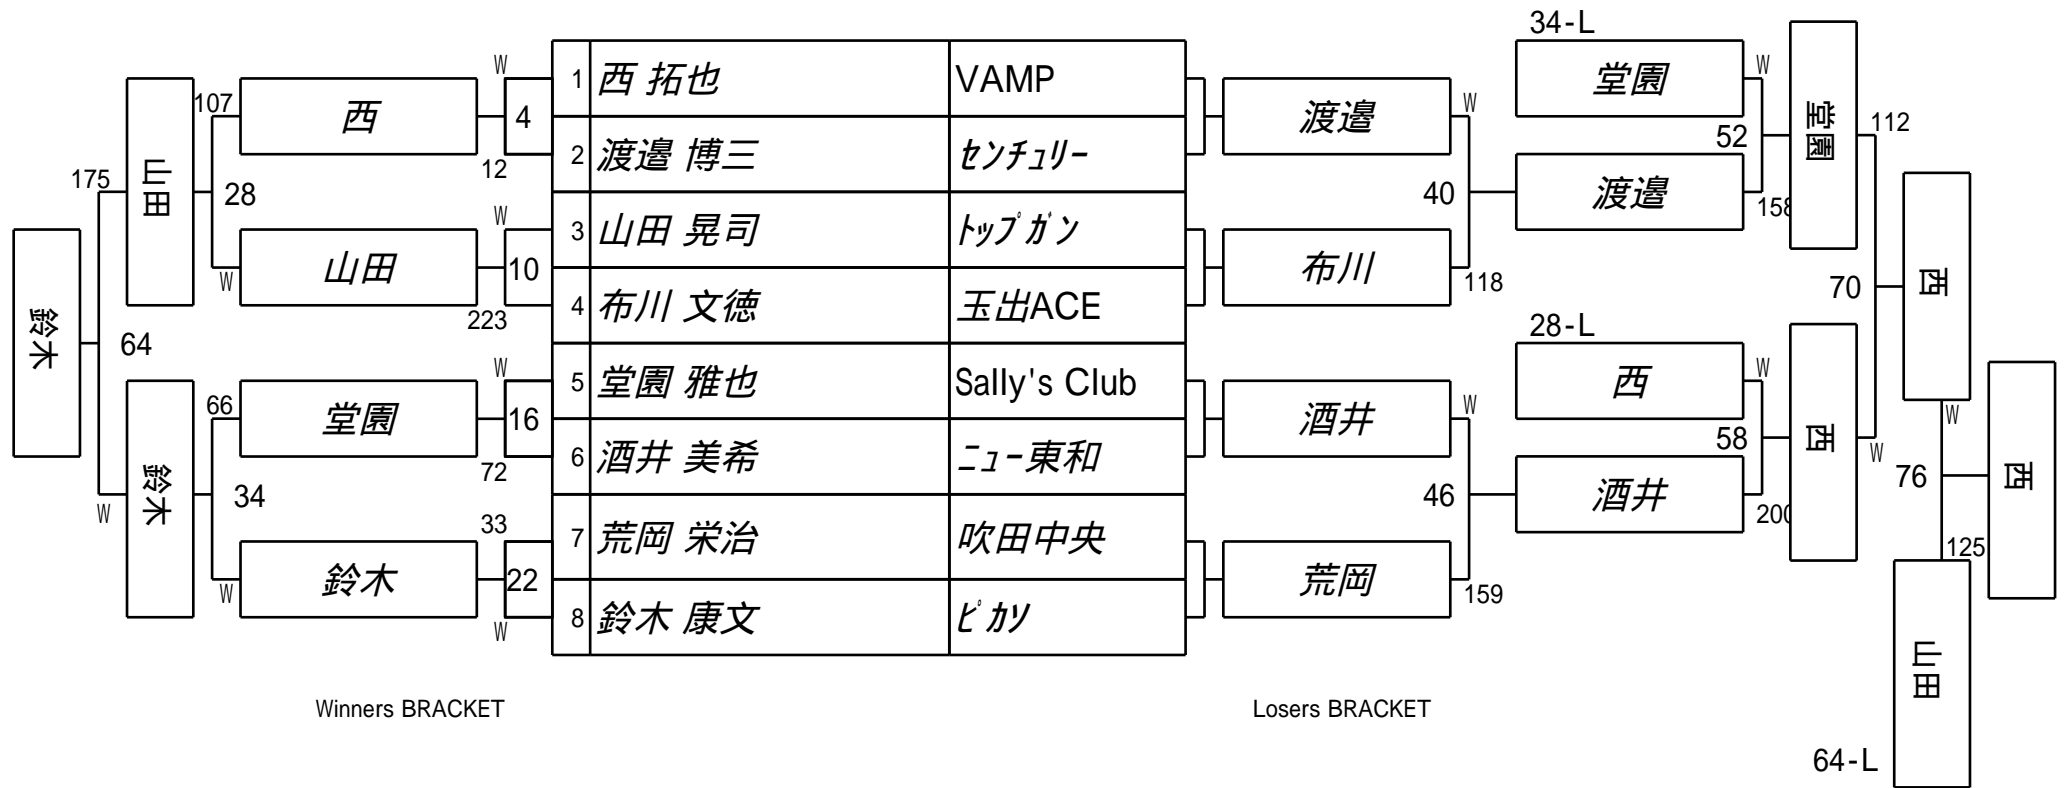 34-L
W
1 西 拓也 VAMP
W
堂園
W
107
西
4
渡邉
W
堂園
112
山田
12
2 渡邉 博三 センチュリー
52
175
28
W
40
渡邉
158
3 山田 晃司 トップガン
W
山田
10
布川
118
西
223
4 布川 文徳 玉出ACE
70
鈴木
64
28-L
W
5 堂園 雅也 Sally's Club
西
W
66
堂園
16
酒井
W
西
W
72
6 酒井 美希 ニュー東和
58
W
鈴木
34
46
酒井
200
76
西
W
33
7 荒岡 栄治 吹田中央
125
W
鈴木
22
荒岡
159
W
8 鈴木 康文 ピカソ
山田
Winners BRACKET
Losers BRACKET
64-L